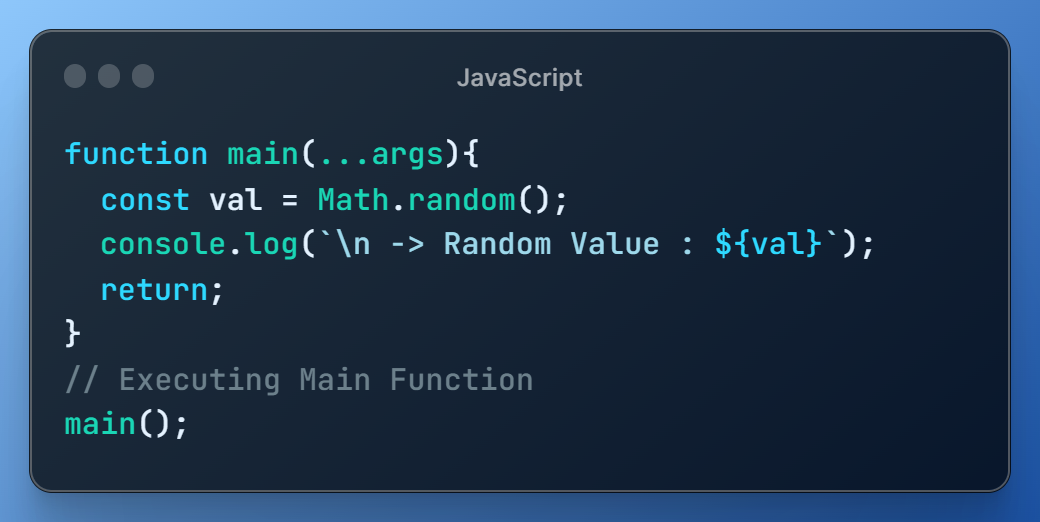 JavaScript
function main(...args){
  const val = Math.random();
  console.log(`\n -> Random Value : ${val}`);
  return;
}
// Executing Main Function
main();